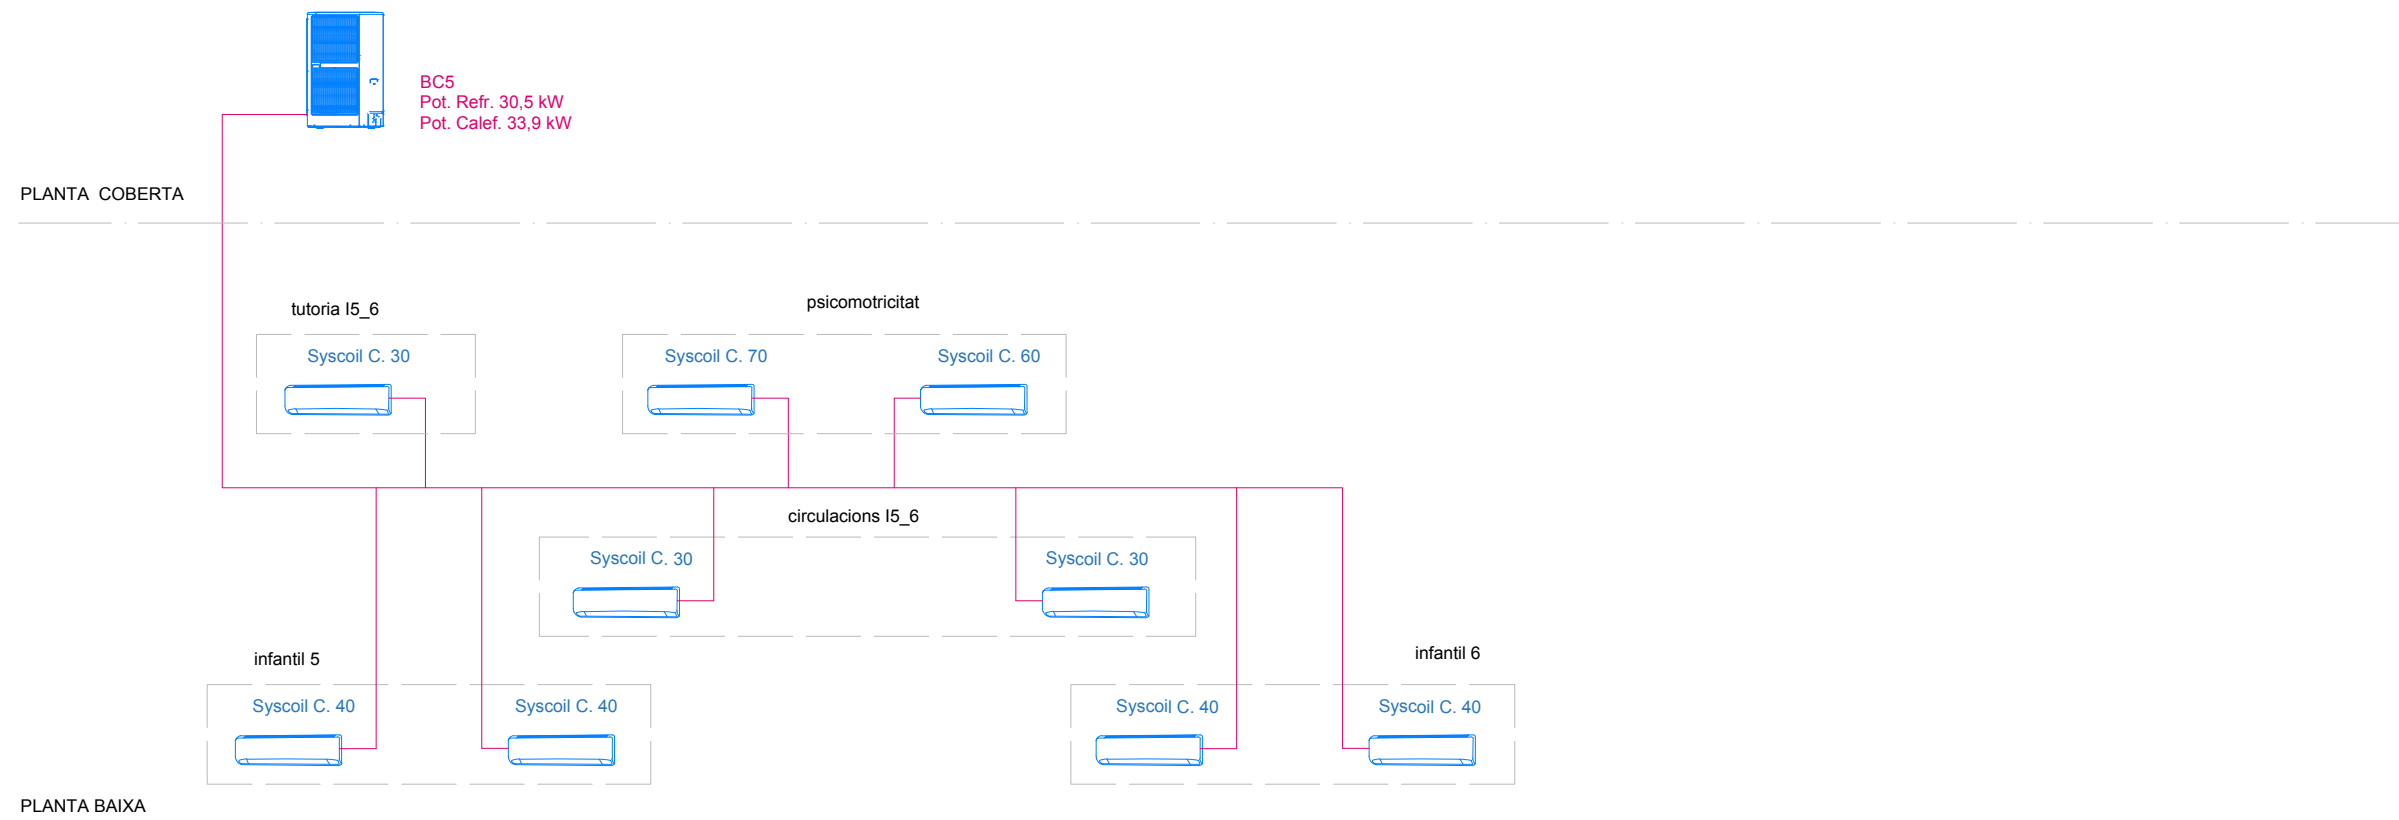 BC5
Pot. Refr. 30,5 kW
Pot. Calef. 33,9 kW
PLANTA COBERTA
tutoria I5_6
psicomotricitat
Syscoil C. 30
Syscoil C. 70
Syscoil C. 60
circulacions I5_6
Syscoil C. 30
Syscoil C. 30
infantil 5
infantil 6
Syscoil C. 40
Syscoil C. 40
Syscoil C. 40
Syscoil C. 40
PLANTA BAIXA